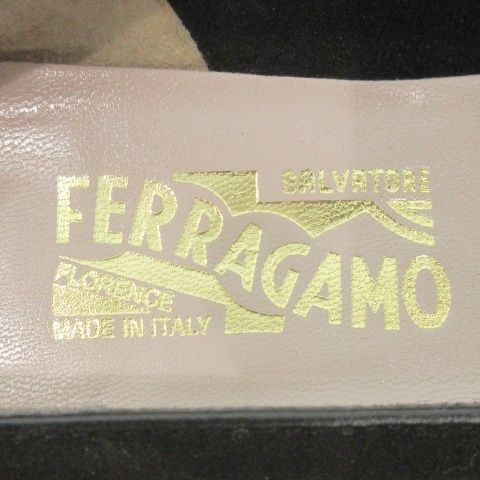 SALVATORE
FERRAGAMO
FLORENCE
MADE IN ITALY